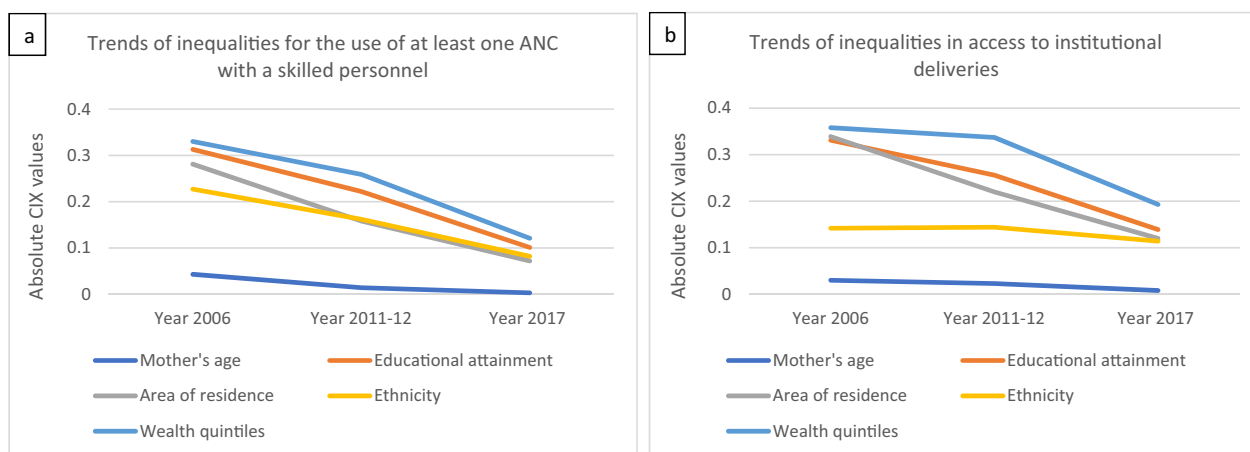 a
Trends of inequalities for the use of at least one ANC
with a skilled personnel
0.4
0.3
0.2
0.1
0
Absolute CIX values
Year 2006
Year 2011-12
Year 2017
Mother's age
Educational attainment
Area of residence
Ethnicity
Wealth quintiles
b
Trends of inequalities in access to institutional
deliveries
0.4
0.3
0.2
0.1
0
Absolute CIX values
Year 2006
Year 2011-12
Year 2017
Mother's age
Educational attainment
Area of residence
Ethnicity
Wealth quintiles